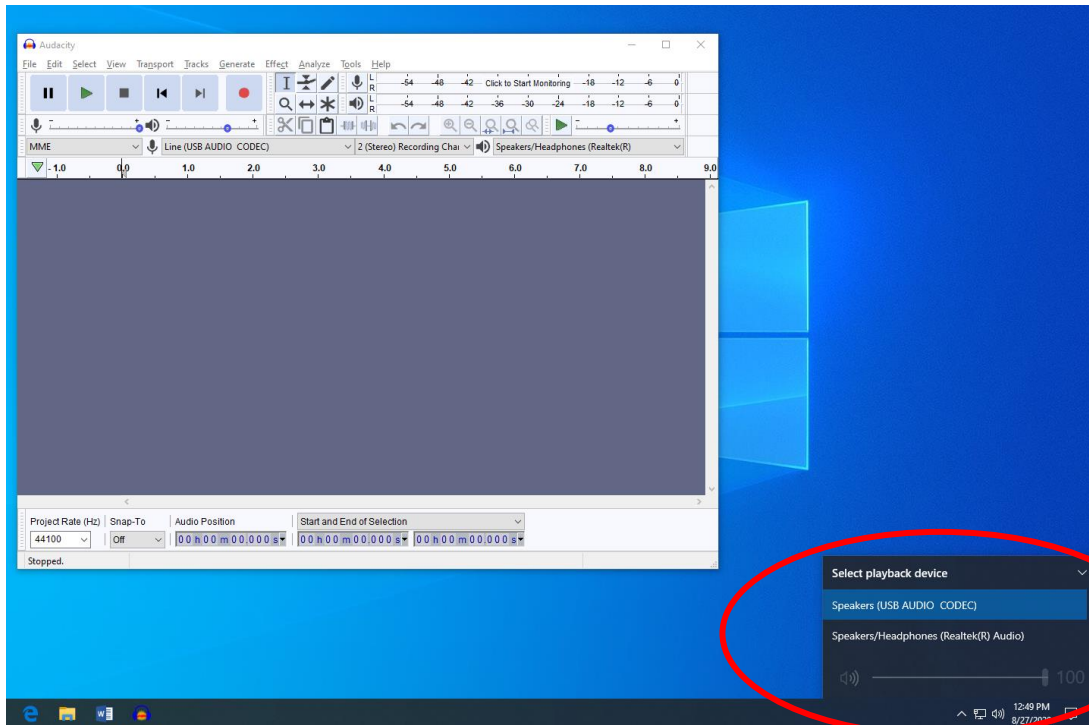 Audacity
File Edit Select View Transport Tracks Generate Effect Analyze Tools Help
L R -54 -48 -42 Click to Start Monitoring -18 -12 -6 0
L R -54 -48 -42 -36 -30 -24 -18 -12 -6 0
MME Line (USB AUDIO CODEC) 2 (Stereo) Recording Chai Speakers/Headphones (Realtek(R)
- 1.0 0.0 1.0 2.0 3.0 4.0 5.0 6.0 7.0 8.0 9.0
Project Rate (Hz) Snap-To Audio Position Start and End of Selection
44100 Off 00 h 00 m 00.000 s 00 h 00 m 00.000 s 00 h 00 m 00.000 s
Stopped.
Select playback device
Speakers (USB AUDIO CODEC)
Speakers/Headphones (Realtek(R) Audio)
100
12:49 PM